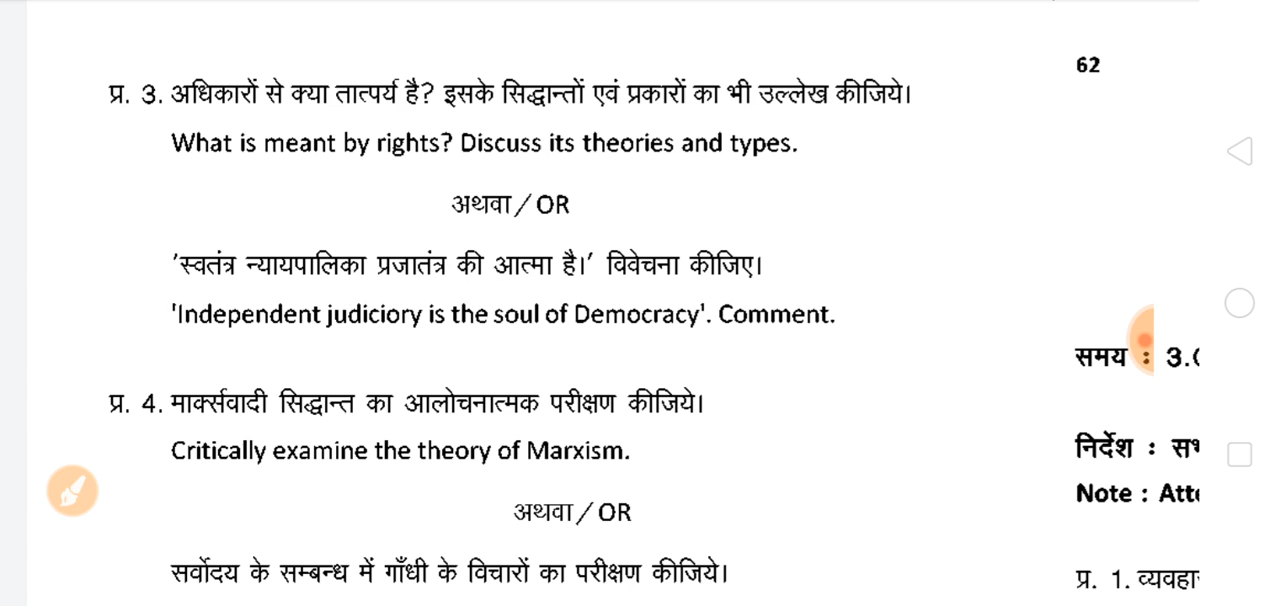 प्र. 3. अधिकारों से क्या तात्पर्य है? इसके सिद्धान्तों एवं प्रकारों का भी उल्लेख कीजिये।
What is meant by rights? Discuss its theories and types.
अथवा/OR
'स्वतंत्र न्यायपालिका प्रजातंत्र की आत्मा है।' विवेचना कीजिए।
'Independent judiciory is the soul of Democracy'. Comment.
प्र. 4. मार्क्सवादी सिद्धान्त का आलोचनात्मक परीक्षण कीजिये।
Critically examine the theory of Marxism.
अथवा/OR
सर्वोदय के सम्बन्ध में गाँधी के विचारों का परीक्षण कीजिये।
62
समय : 3.
निर्देश :
Note :
प्र. 1.